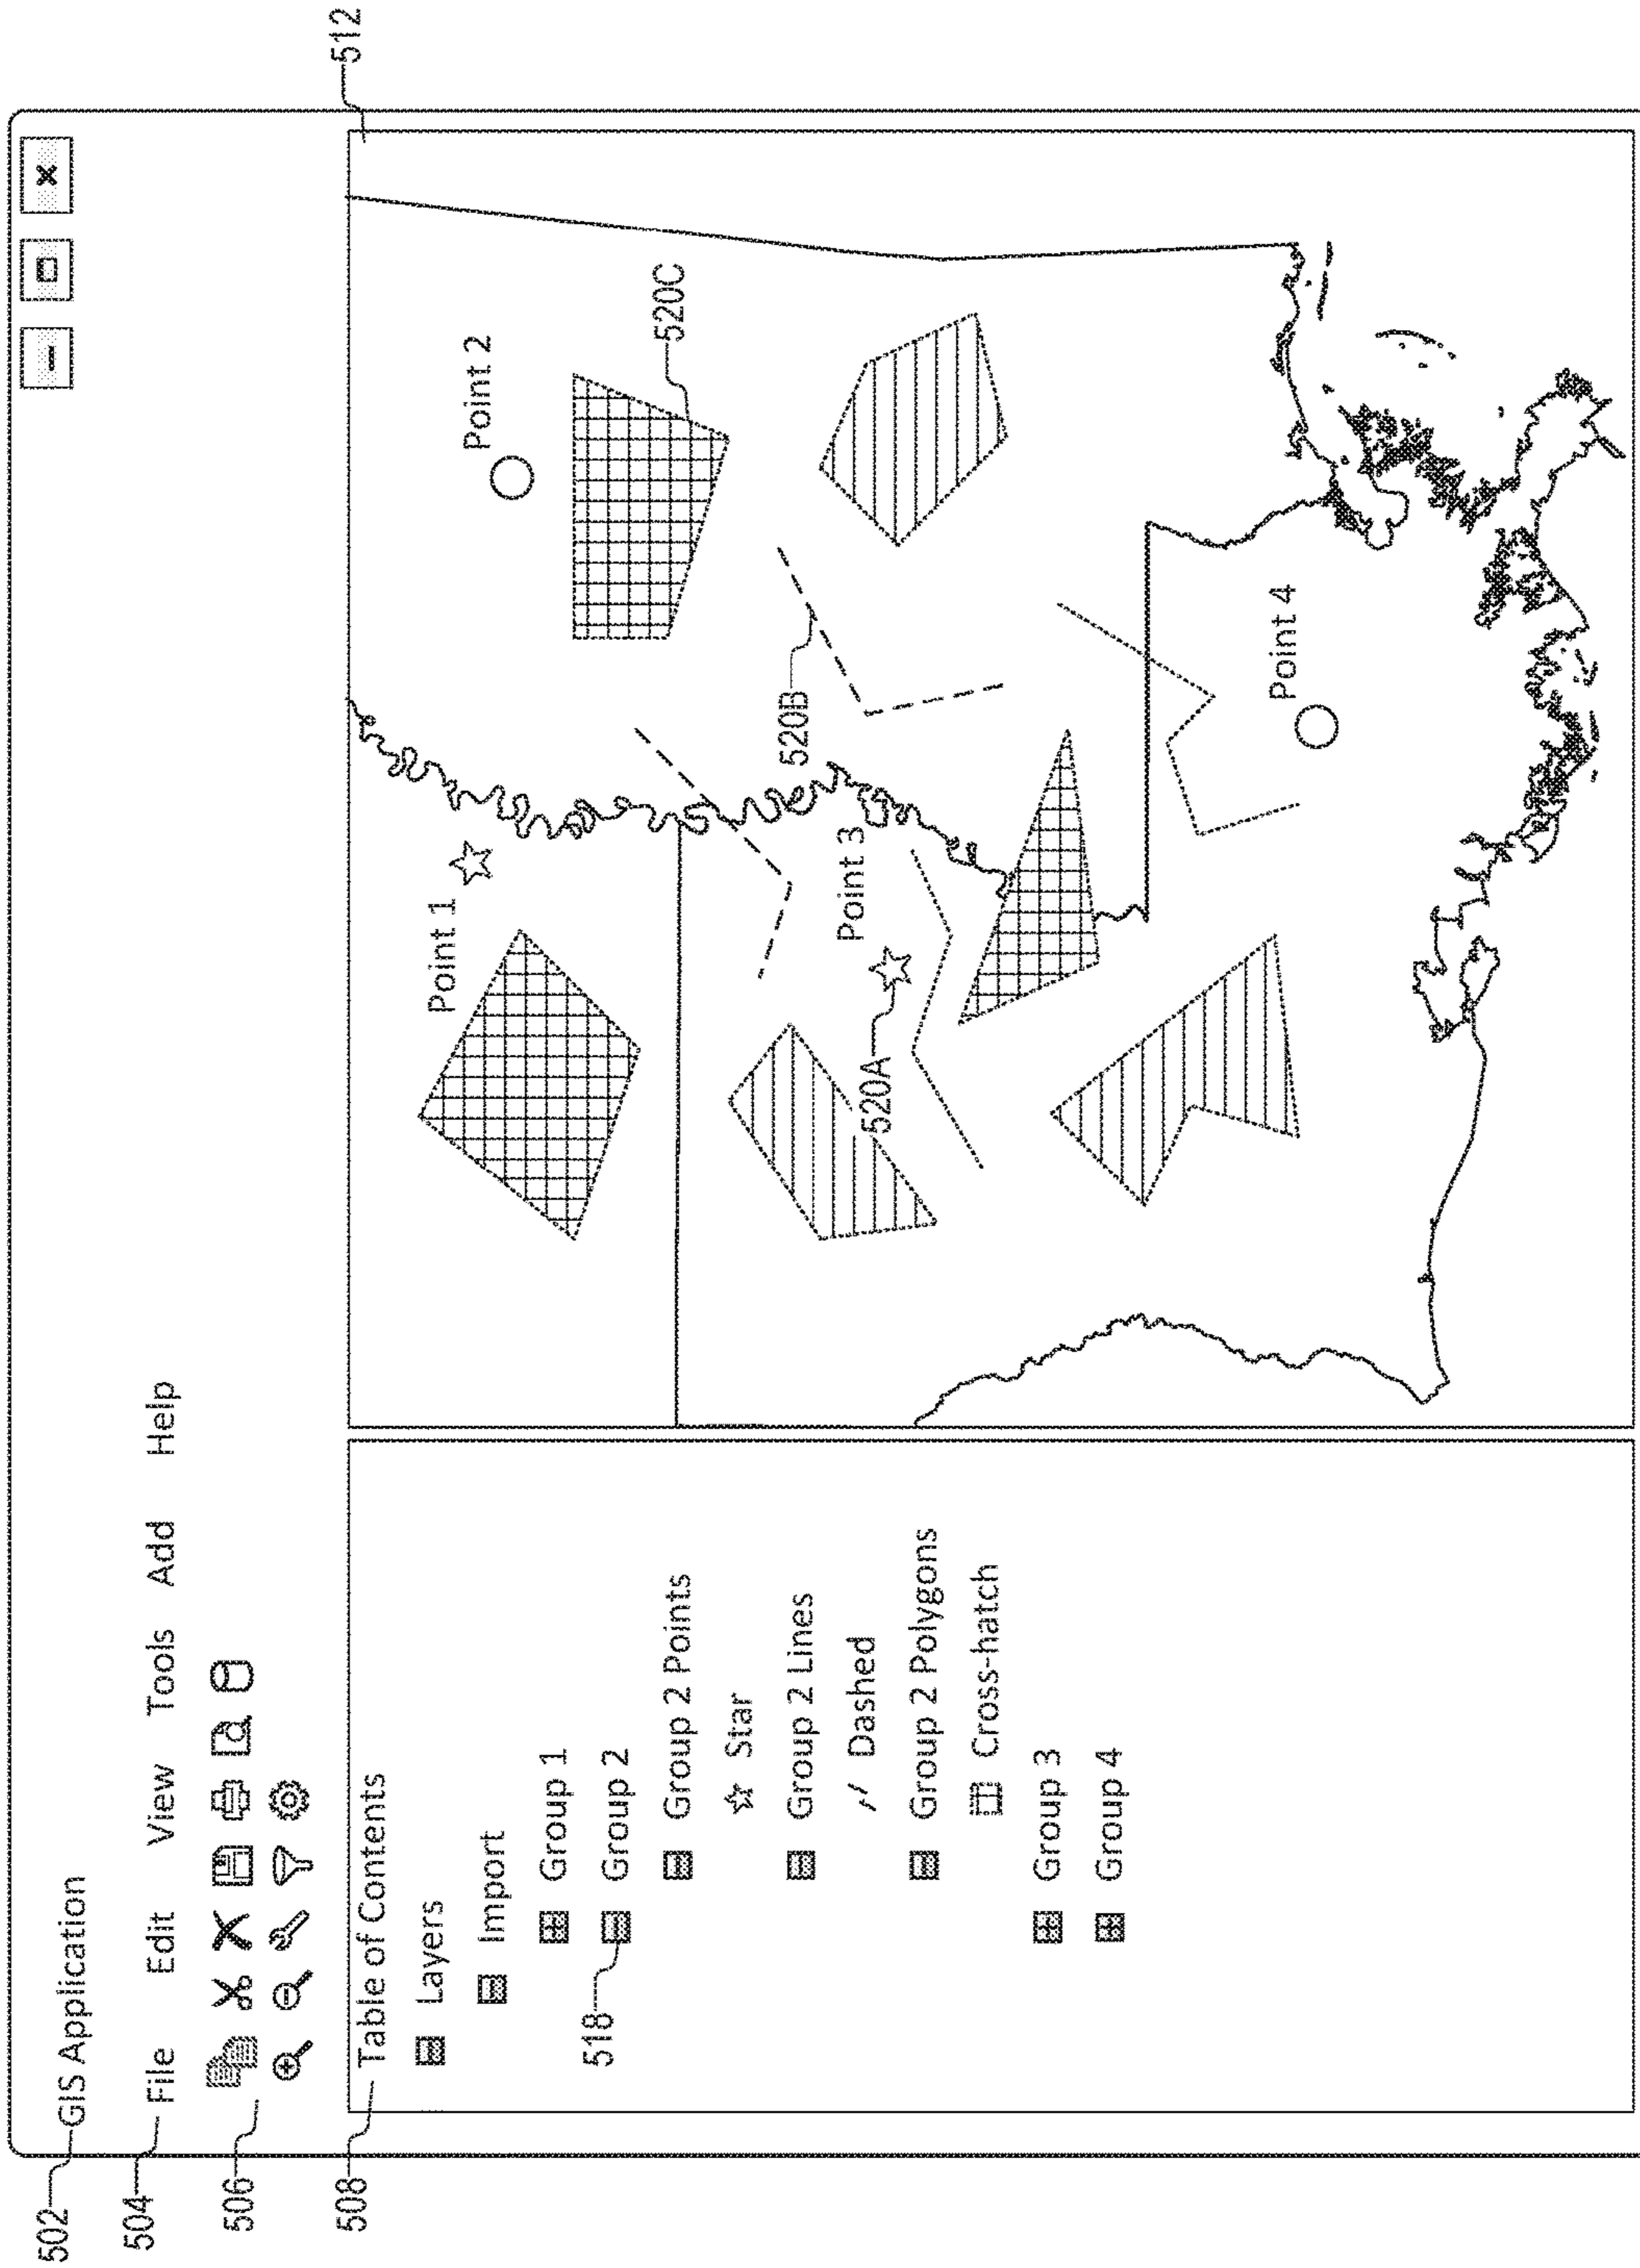 502 GIS Application
504 File Edit View Tools Add Help
506
508 Table of Contents
512
Layers
Import
Group 1
518 Group 2
Group 2 Points
Star
Group 2 Lines
Dashed
Group 2 Polygons
Cross-hatch
Group 3
Group 4
Point 1
Point 2
520C
520B
Point 3
520A
Point 4